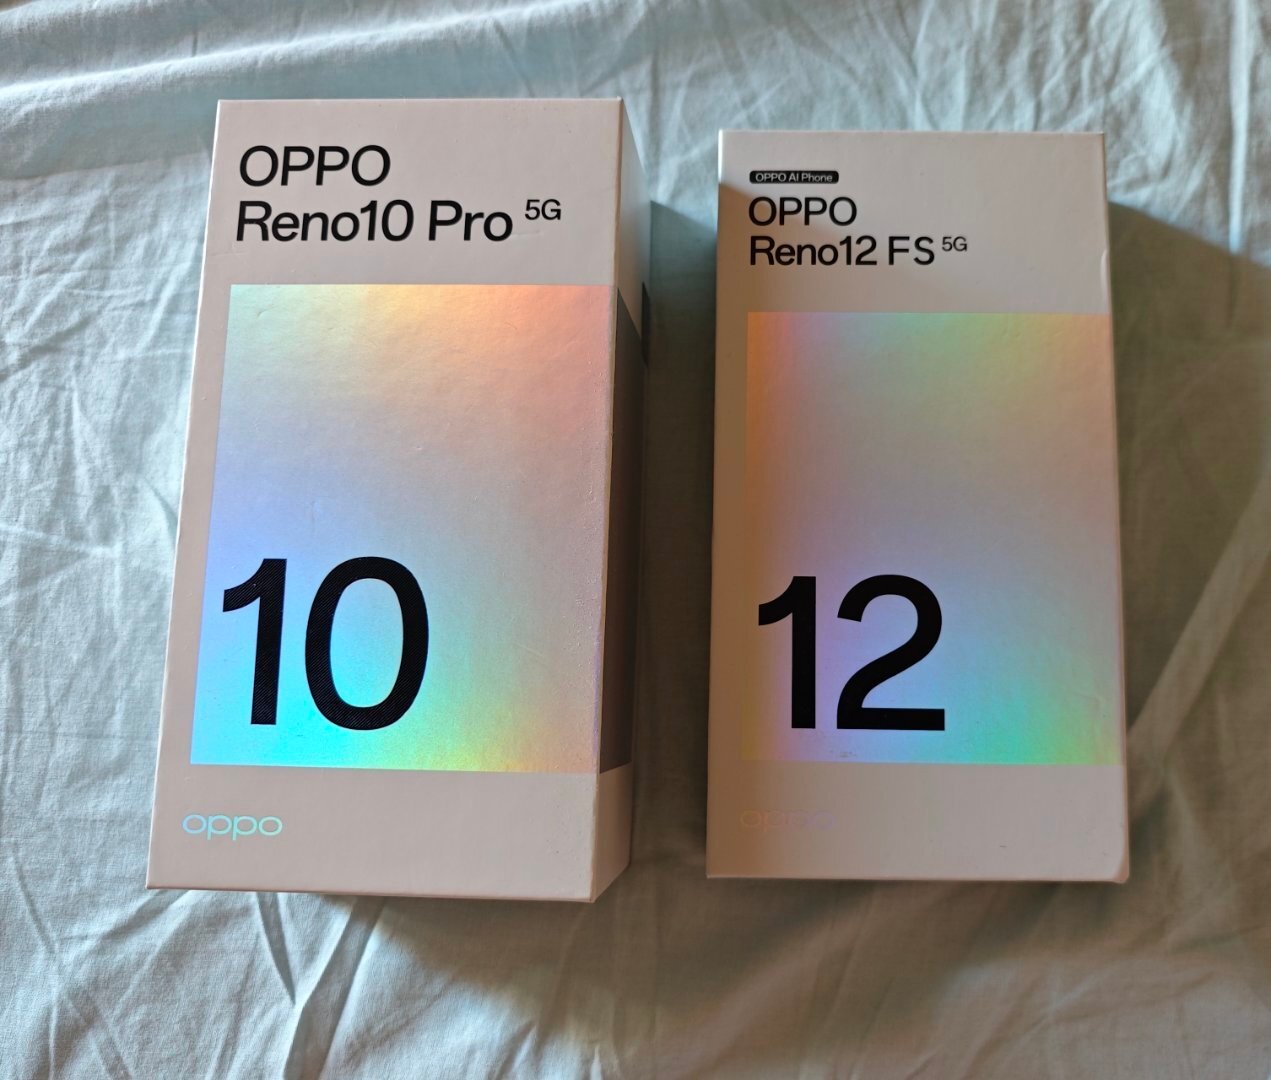 OPPO
Reno10 Pro 5G
10
oppo
OPPO AI Phone
OPPO
Reno12 FS 5G
12
oppo